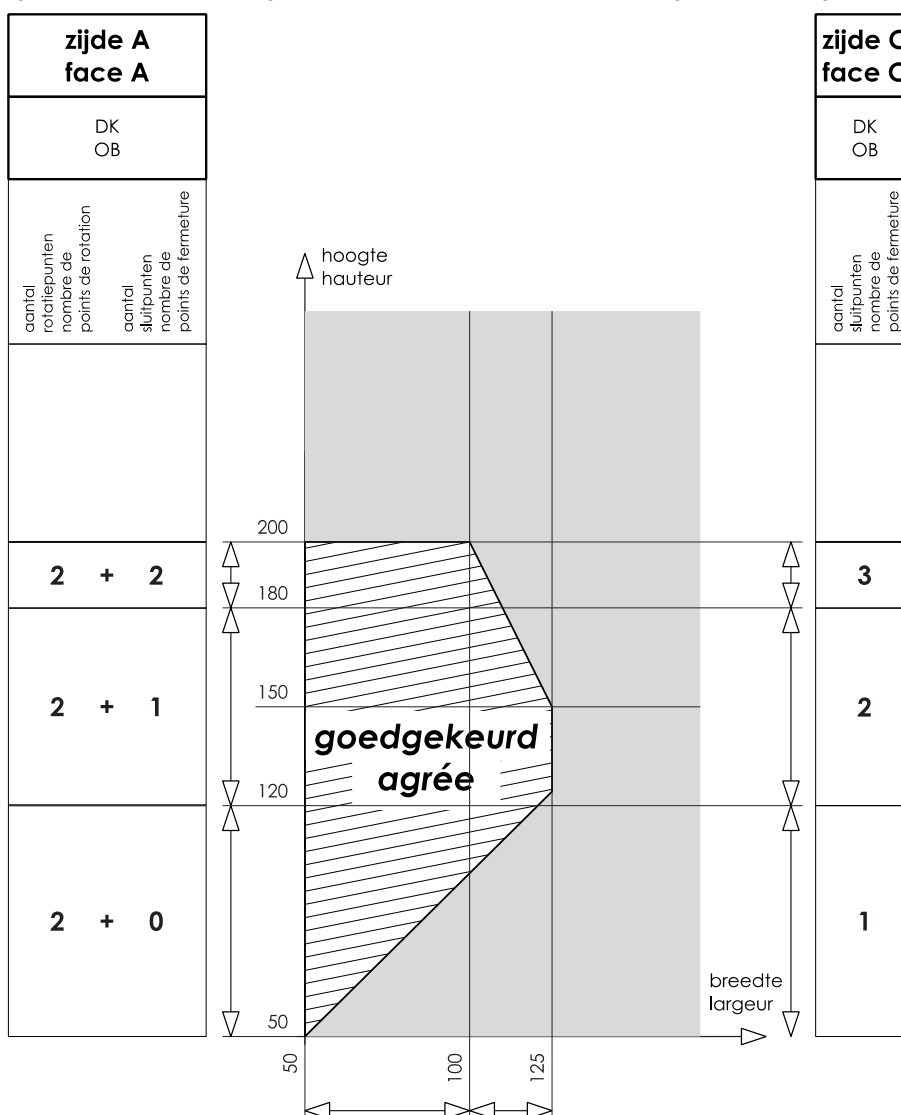 zijde A
face A
DK
OB
aantal
rotatiepunten
nombre de
points de rotation
aantal
sluitpunten
nombre de
points de fermeture
zijde C
face C
DK
OB
aantal
sluitpunten
nombre de
points de fermeture
hoogte
hauteur
200
2 + 2
3
180
2 + 1
150
2
goedgekeurd
agrée
120
2 + 0
1
breedte
largeur
50
50
100
125